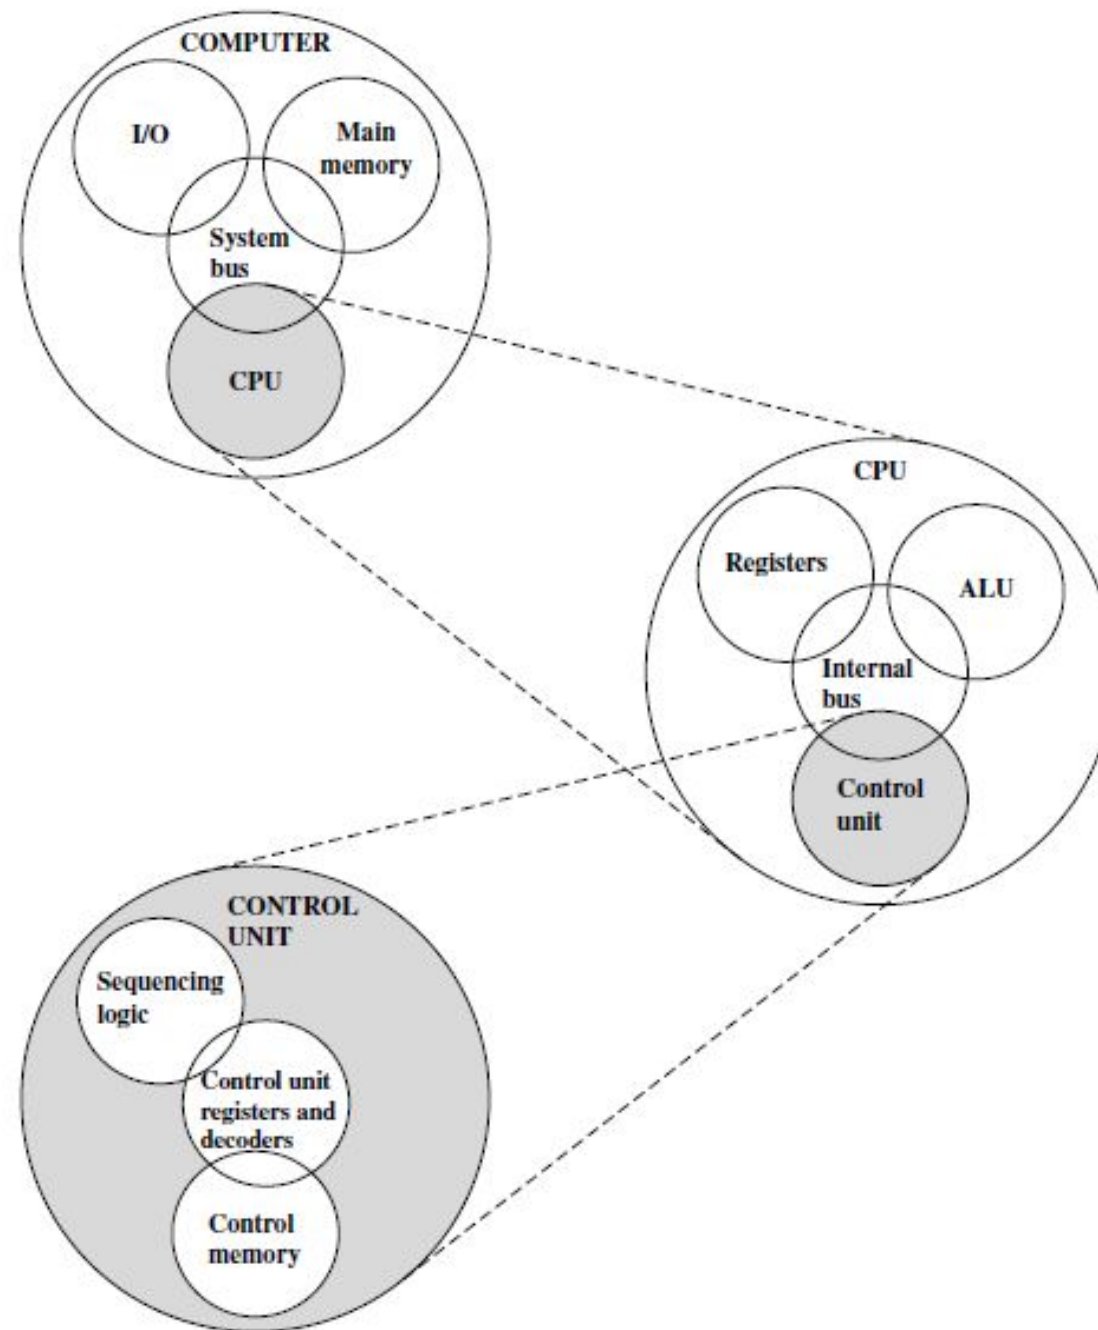 COMPUTER
I/O
Main
memory
System
bus
CPU
CPU
Registers
ALU
Internal
bus
Control
unit
CONTROL
UNIT
Sequencing
logic
Control unit
registers and
decoders
Control
memory